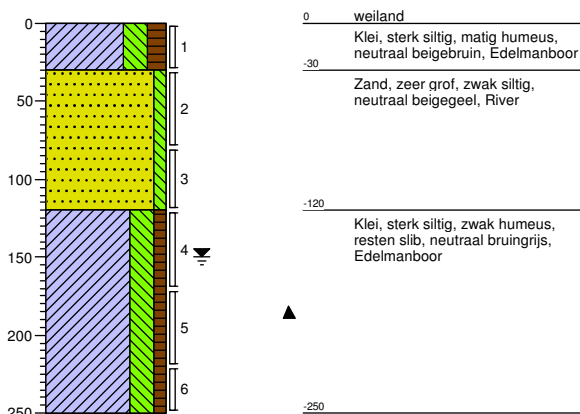 0
50
100
150
200
250
1
2
3
4
5
6
0 weiland
Klei, sterk siltig, matig humeus,
neutraal beigebruin, Edelmanboor
-30
Zand, zeer grof, zwak siltig,
neutraal beigegeel, River
-120
Klei, sterk siltig, zwak humeus,
resten slib, neutraal bruingrijs,
Edelmanboor
-250